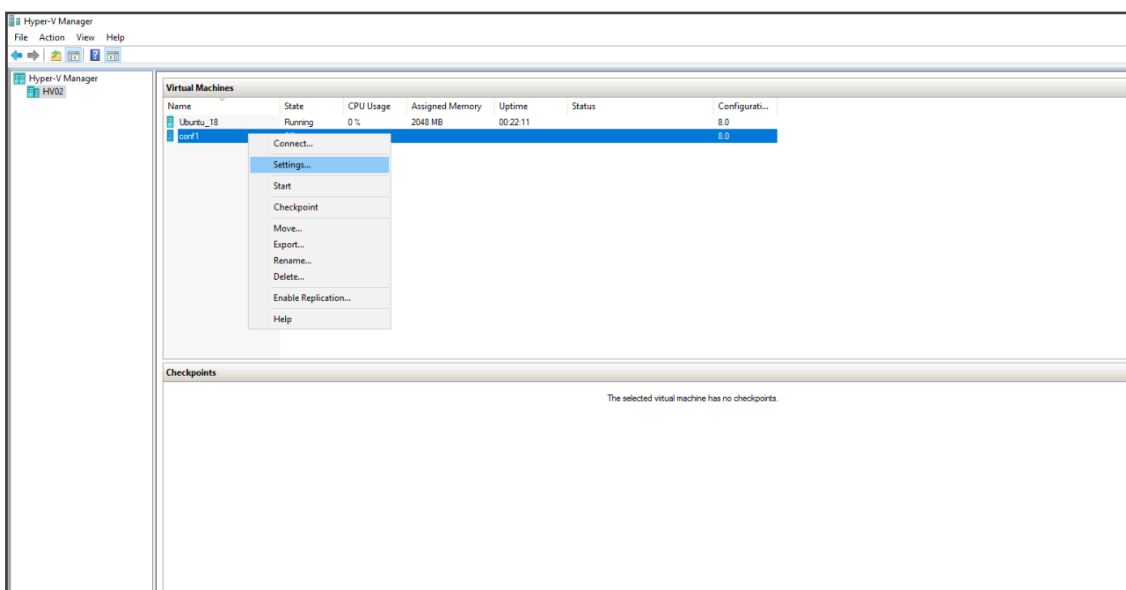 Hyper-V Manager
File Action View Help
Hyper-V Manager
HV02
Virtual Machines
Name State CPU Usage Assigned Memory Uptime Status Configurati...
Ubuntu_18 Running 0 % 2048 MB 00:22:11 8.0
conf1 8.0
Connect...
Settings...
Start
Checkpoint
Move...
Export...
Rename...
Delete...
Enable Replication...
Help
Checkpoints
The selected virtual machine has no checkpoints.